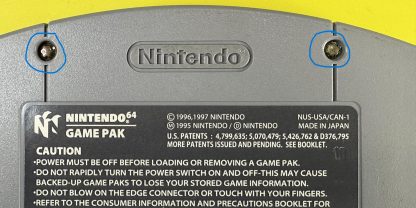 Nintendo
NINTENDO 64
GAME PAK
© 1996,1997 NINTENDO
Ⓜ 1995 NINTENDO / Ⓓ NINTENDO
NUS-USA/CAN-1
MADE IN JAPAN
U.S. PATENTS : 4,799,635; 5,070,479; 5,426,762 & D376,795
MORE PATENTS ISSUED AND PENDING. SEE BOOKLET.
CAUTION
•POWER MUST BE OFF BEFORE LOADING OR REMOVING A GAME PAK.
•DO NOT RAPIDLY TURN THE POWER SWITCH ON AND OFF-THIS MAY CAUSE
BACKED-UP GAME PAKS TO LOSE YOUR STORED GAME INFORMATION.
•DO NOT BLOW ON THE EDGE CONNECTOR OR TOUCH WITH YOUR FINGERS.
•REFER TO THE CONSUMER INFORMATION AND PRECAUTIONS BOOKLET FOR